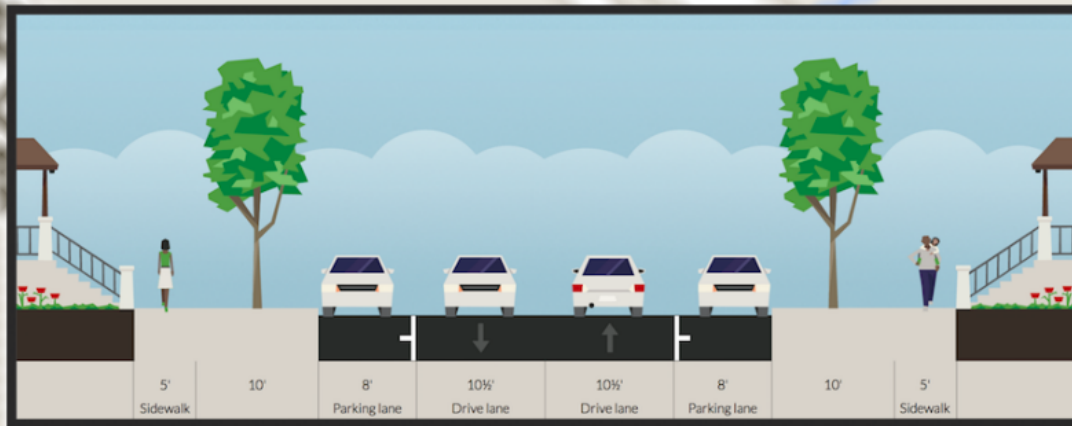 5' 10' 8' 10½' 10½' 8' 10' 5'
Sidewalk Parking lane Drive lane Drive lane Parking lane Sidewalk